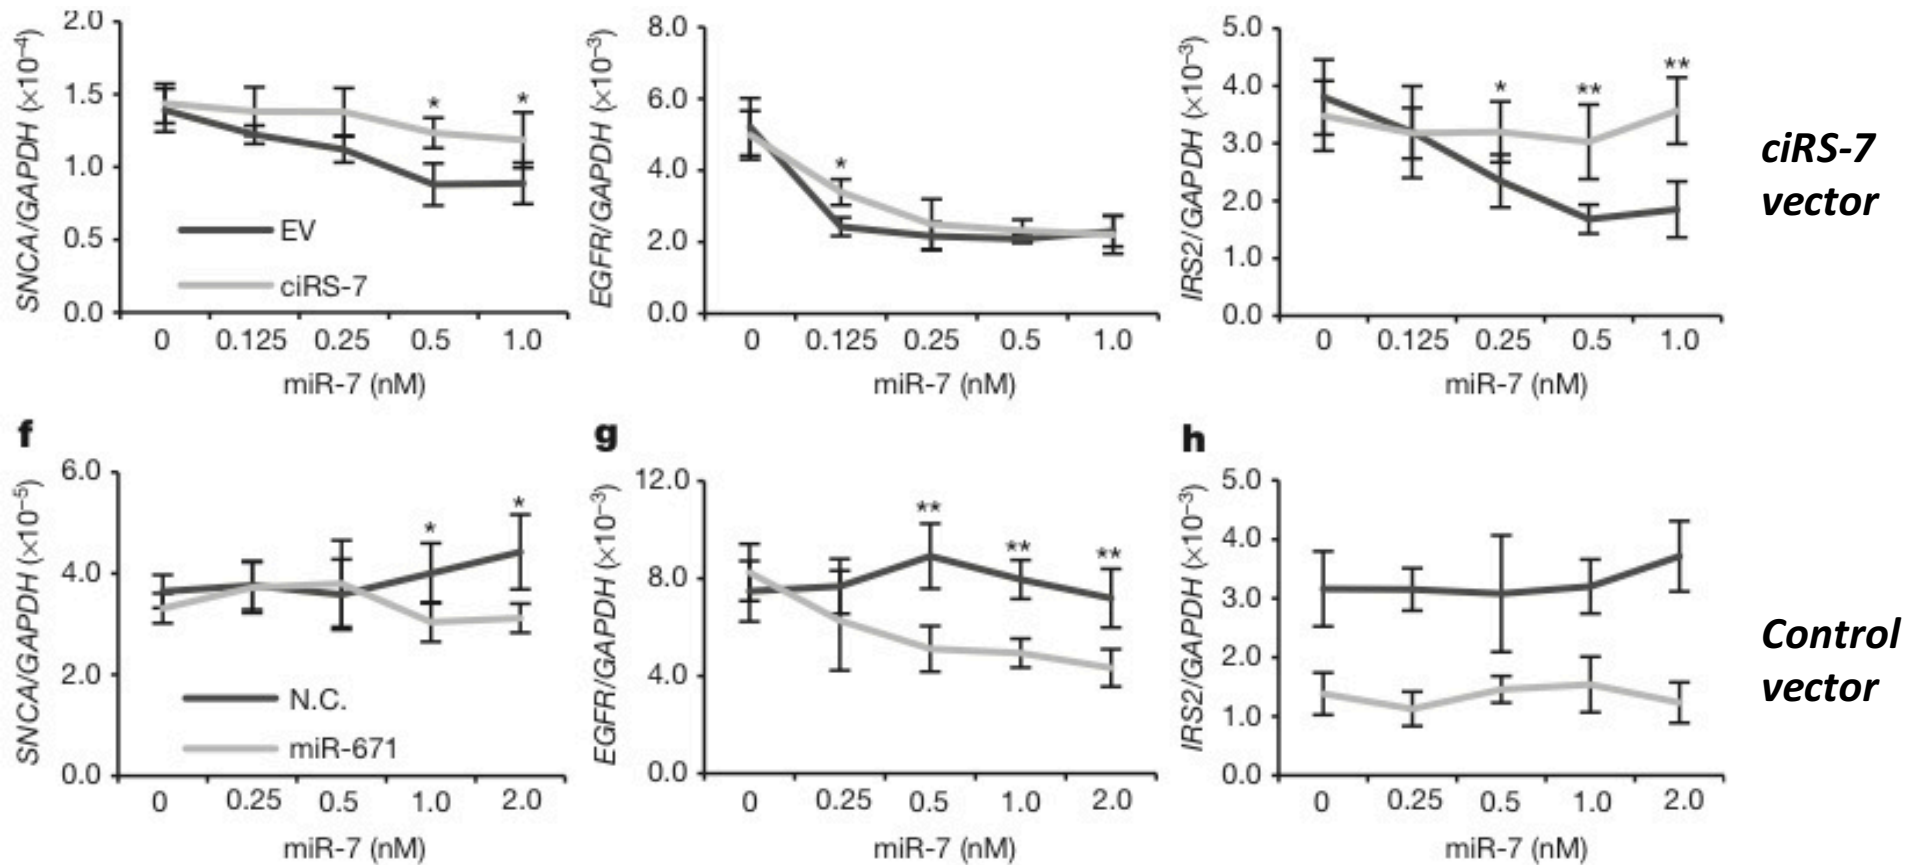 SNCA/GAPDH (×10⁻⁴)
2.0
1.5
1.0
0.5
0.0
*
*
EV
ciRS-7
0 0.125 0.25 0.5 1.0
miR-7 (nM)
EGFR/GAPDH (×10⁻³)
8.0
6.0
4.0
2.0
0.0
*
0 0.125 0.25 0.5 1.0
miR-7 (nM)
IRS2/GAPDH (×10⁻³)
5.0
4.0
3.0
2.0
1.0
0.0
*
**
**
0 0.125 0.25 0.5 1.0
miR-7 (nM)
ciRS-7
vector
f
SNCA/GAPDH (×10⁻⁵)
6.0
4.0
2.0
0.0
*
*
N.C.
miR-671
0 0.25 0.5 1.0 2.0
miR-7 (nM)
g
EGFR/GAPDH (×10⁻³)
12.0
8.0
4.0
0.0
**
**
**
0 0.25 0.5 1.0 2.0
miR-7 (nM)
h
IRS2/GAPDH (×10⁻³)
5.0
4.0
3.0
2.0
1.0
0.0
0 0.25 0.5 1.0 2.0
miR-7 (nM)
Control
vector